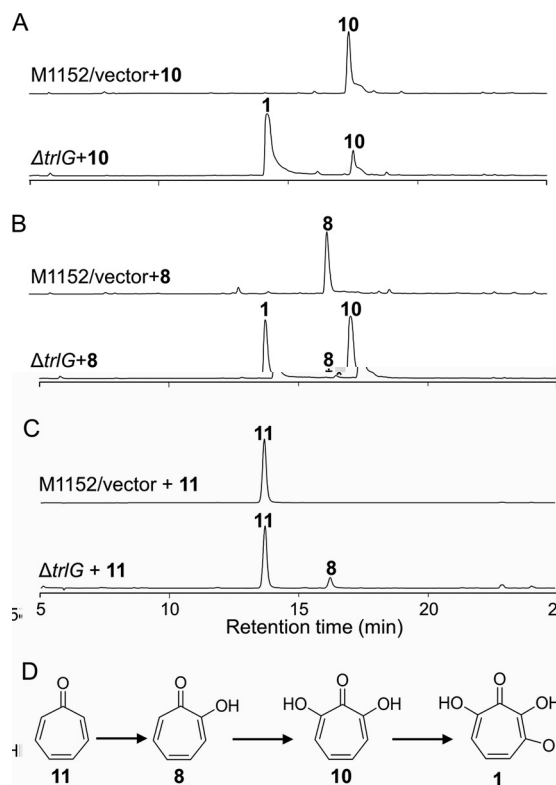 A
10
M1152/vector+10
1
10
ΔtrlG+10
B
8
M1152/vector+8
1
10
8
ΔtrlG+8
C
11
M1152/vector + 11
11
8
ΔtrlG + 11
5
10
15
20
2
Retention time (min)
D
O
O
OH
HO
O
OH
HO
O
OH
O
11
8
10
1